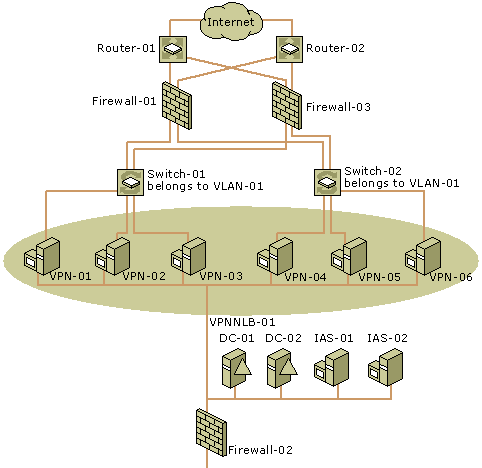 Internet
Router-01
Router-02
Firewall-01
Firewall-03
Switch-01
belongs to VLAN-01
Switch-02
belongs to VLAN-01
VPN-01
VPN-02
VPN-03
VPN-04
VPN-05
VPN-06
VPNNLB-01
DC-01
DC-02
IAS-01
IAS-02
Firewall-02